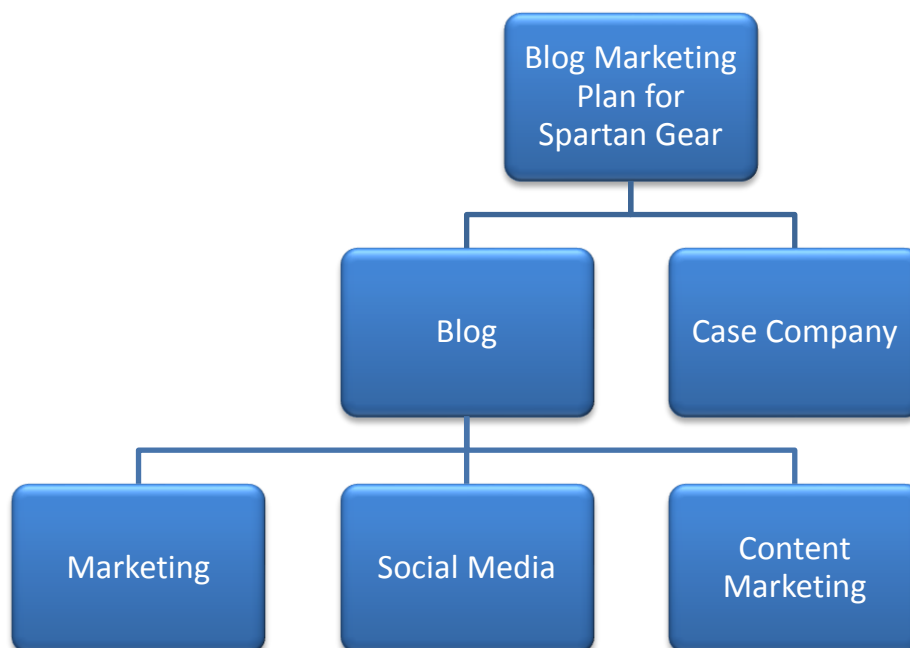 Blog Marketing
Plan for
Spartan Gear
Blog
Case Company
Marketing
Social Media
Content
Marketing